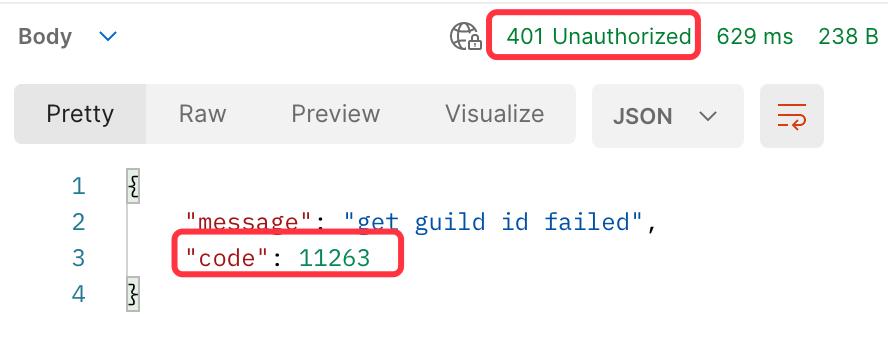 Body 401 Unauthorized 629 ms 238 B
Pretty Raw Preview Visualize JSON
1 {
2 "message": "get guild id failed",
3 "code": 11263
4 }